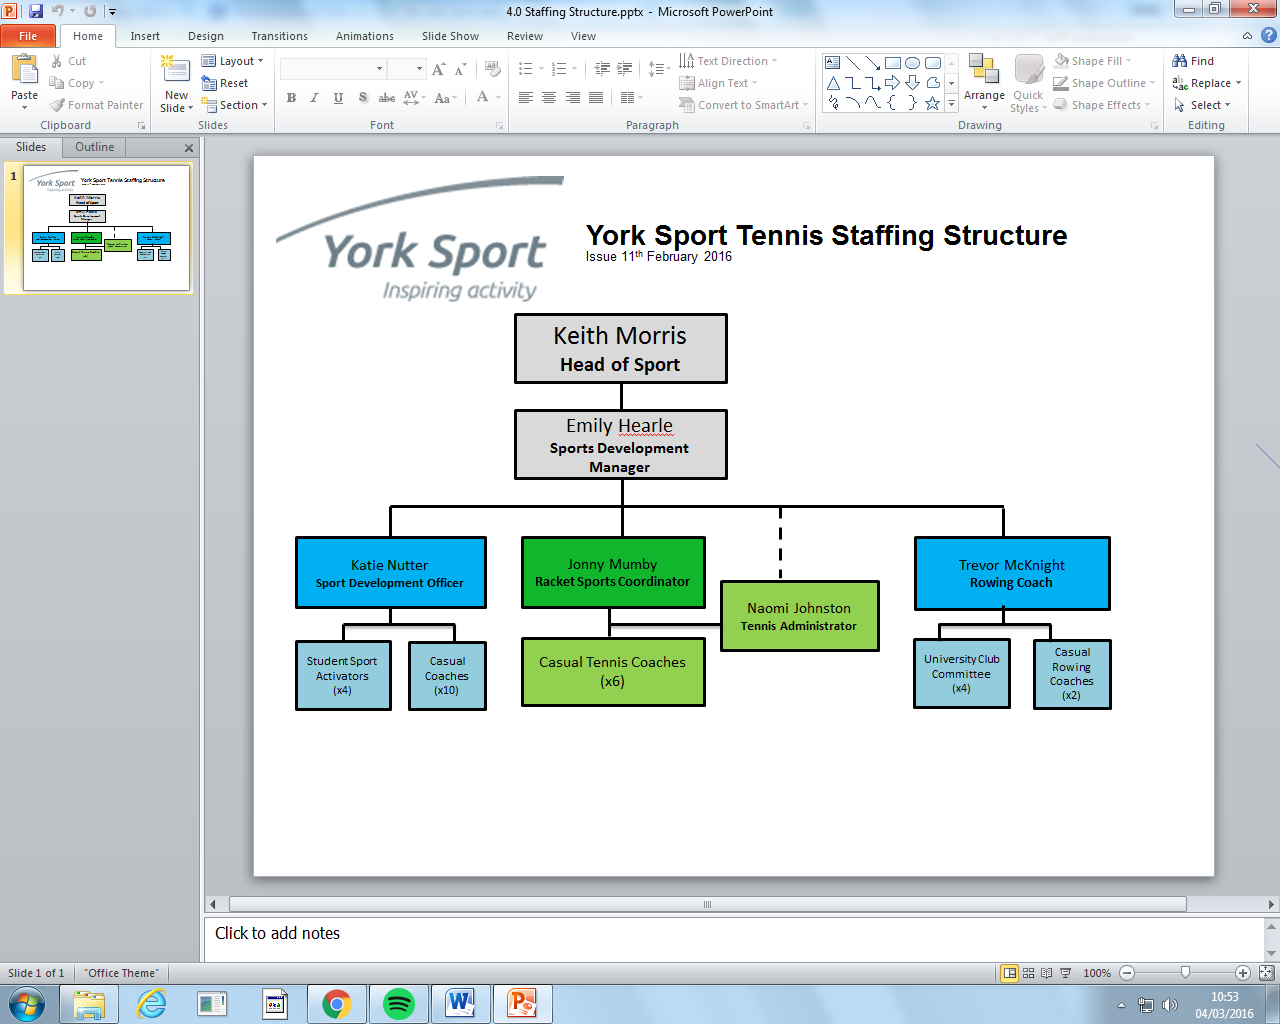 4.0 Staffing Structure.pptx - Microsoft PowerPoint
File Home Insert Design Transitions Animations Slide Show Review View
Paste
Cut
Copy
Format Painter
Clipboard
New
Slide
Layout
Reset
Section
Slides
B I U S abc AV Aa A
Font
Text Direction
Align Text
Convert to SmartArt
Paragraph
Arrange
Quick
Styles
Shape Fill
Shape Outline
Shape Effects
Drawing
Find
Replace
Select
Editing
Slides Outline
1
York Sport
Inspiring activity
York Sport Tennis Staffing Structure
Issue 11th February 2016
Keith Morris
Head of Sport
Emily Hearle
Sports Development
Manager
Katie Nutter
Sport Development Officer
Jonny Mumby
Racket Sports Coordinator
Naomi Johnston
Tennis Administrator
Trevor McKnight
Rowing Coach
Student Sport
Activators
(x4)
Casual
Coaches
(x10)
Casual Tennis Coaches
(x6)
University Club
Committee
(x4)
Casual
Rowing
Coaches
(x2)
Click to add notes
Slide 1 of 1 "Office Theme" 100%
10:53
04/03/2016